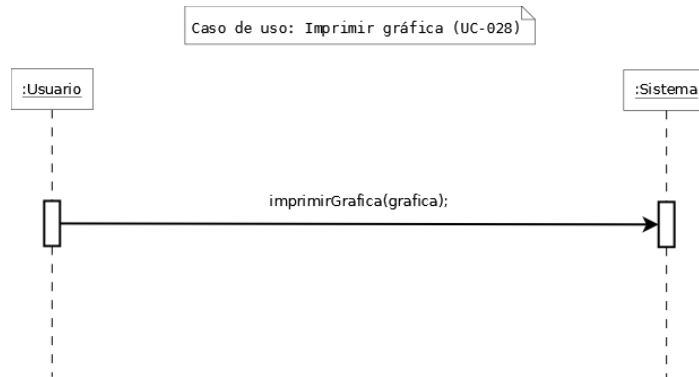 Caso de uso: Imprimir gráfica (UC-028)
:Usuario
:Sistema
imprimirGrafica(grafica);